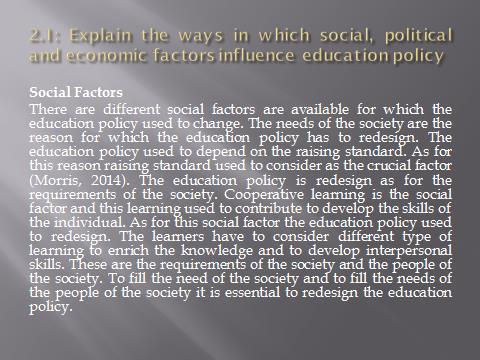 2.1: Explain the ways in which social, political
and economic factors influence education policy
Social Factors
There are different social factors are available for which the
education policy used to change. The needs of the society are the
reason for which the education policy has to redesign. The
education policy used to depend on the raising standard. As for
this reason raising standard used to consider as the crucial factor
(Morris, 2014). The education policy is redesign as for the
requirements of the society. Cooperative learning is the social
factor and this learning used to contribute to develop the skills of
the individual. As for this social factor the education policy used
to redesign. The learners have to consider different type of
learning to enrich the knowledge and to develop interpersonal
skills. These are the requirements of the society and the people of
the society. To fill the need of the society and to fill the needs of
the people of the society it is essential to redesign the education
policy.